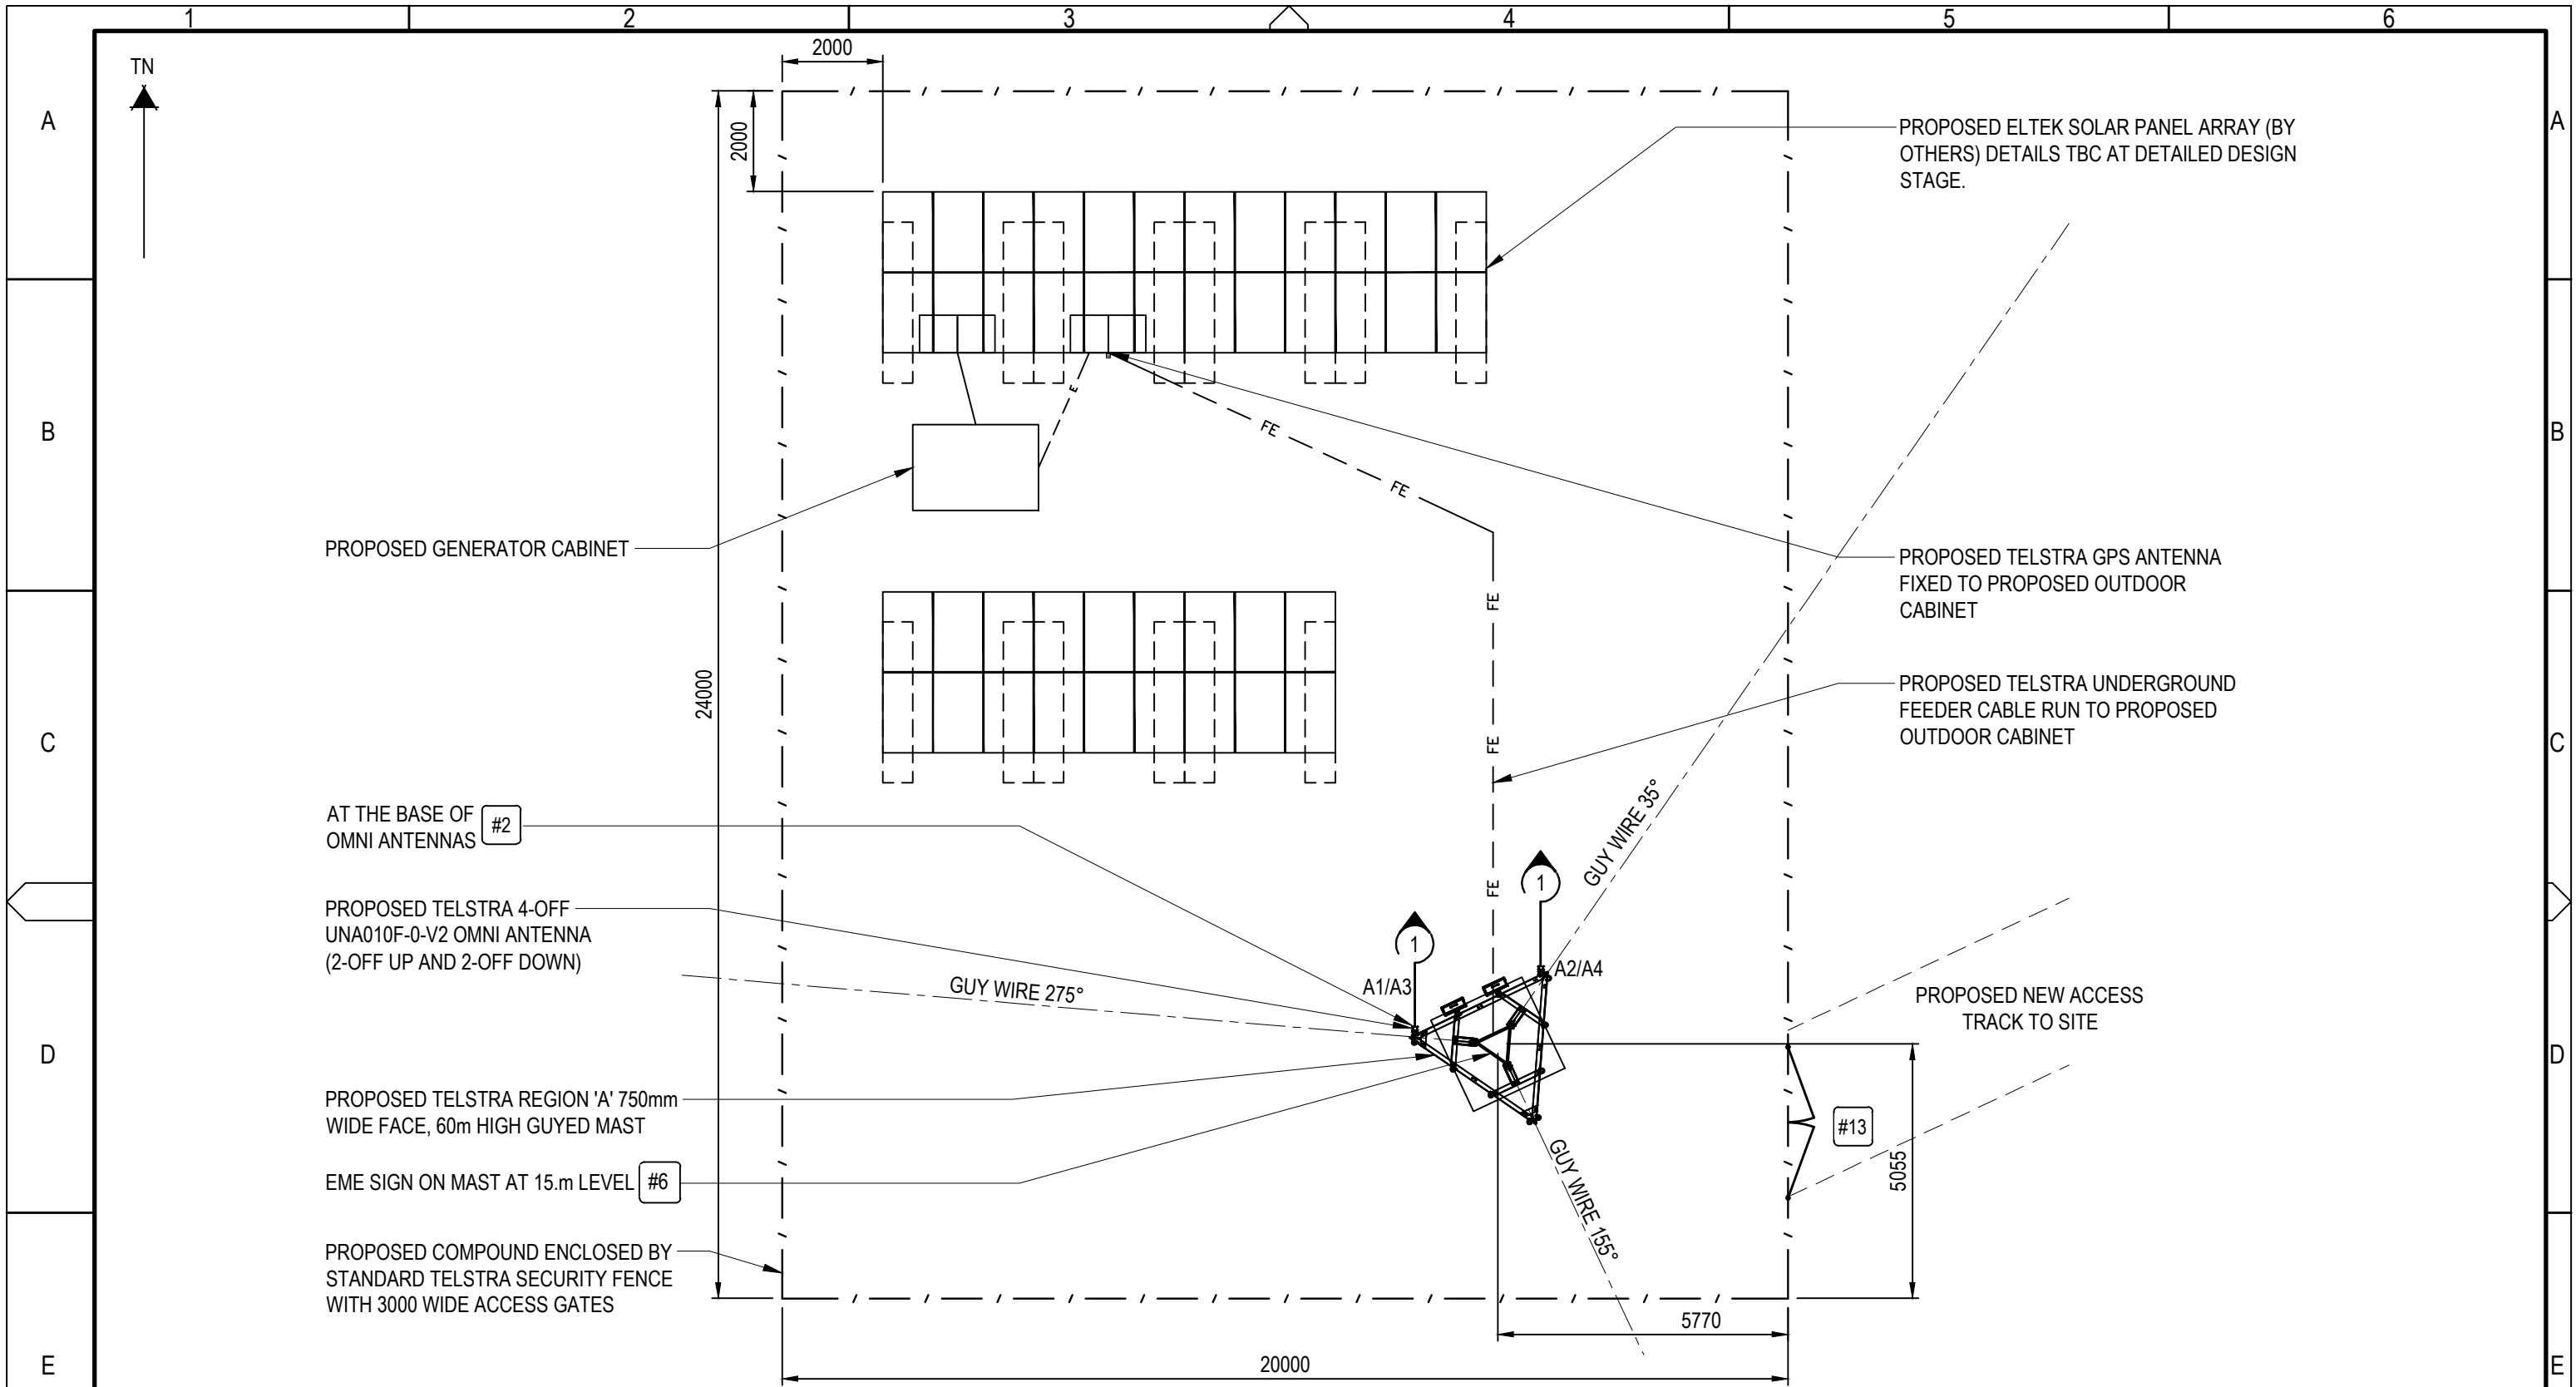 1
2
3
4
5
6
A
B
C
D
E
A
B
C
D
E
TN
2000
2000
24000
PROPOSED ELTEK SOLAR PANEL ARRAY (BY
OTHERS) DETAILS TBC AT DETAILED DESIGN
STAGE.
E
FE
FE
FE
FE
FE
PROPOSED GENERATOR CABINET
PROPOSED TELSTRA GPS ANTENNA
FIXED TO PROPOSED OUTDOOR
CABINET
PROPOSED TELSTRA UNDERGROUND
FEEDER CABLE RUN TO PROPOSED
OUTDOOR CABINET
AT THE BASE OF
OMNI ANTENNAS
#2
GUY WIRE 35°
1
1
A1/A3
A2/A4
PROPOSED TELSTRA 4-OFF
UNA010F-0-V2 OMNI ANTENNA
(2-OFF UP AND 2-OFF DOWN)
GUY WIRE 275°
PROPOSED NEW ACCESS
TRACK TO SITE
PROPOSED TELSTRA REGION 'A' 750mm
WIDE FACE, 60m HIGH GUYED MAST
#13
5055
EME SIGN ON MAST AT 15.m LEVEL
#6
GUY WIRE 155°
PROPOSED COMPOUND ENCLOSED BY
STANDARD TELSTRA SECURITY FENCE
WITH 3000 WIDE ACCESS GATES
5770
20000